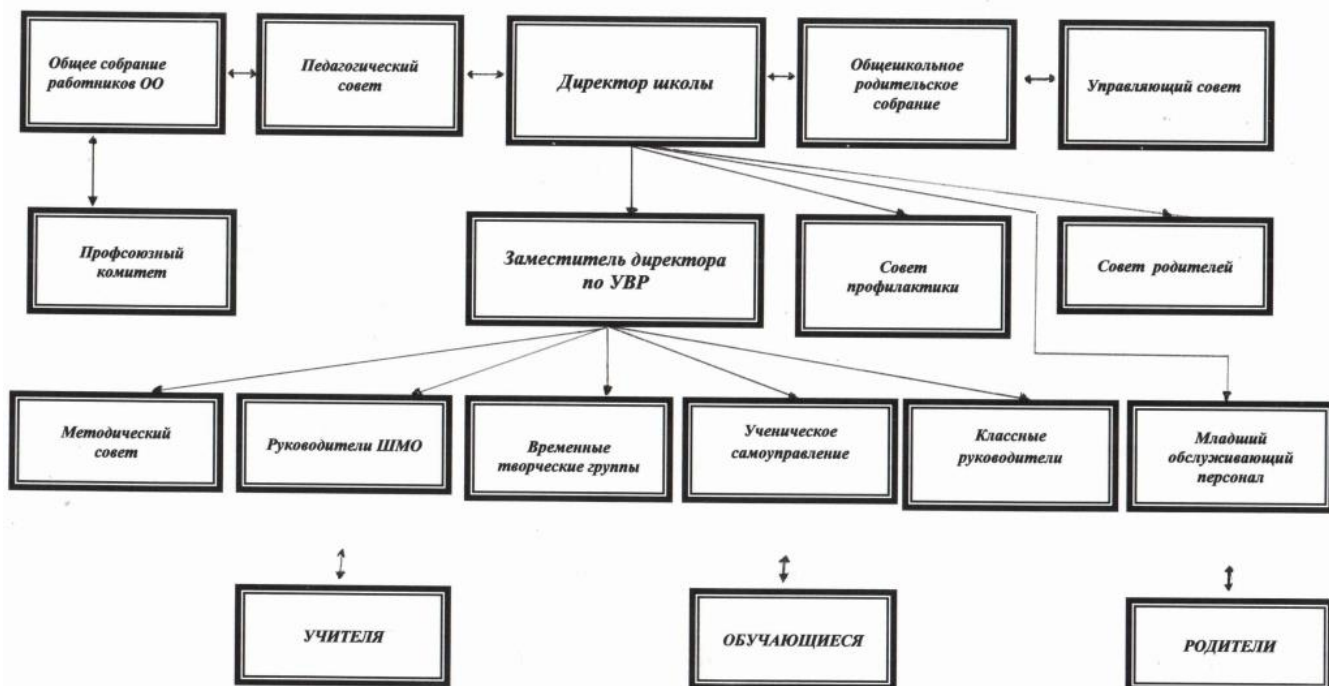 Общее собрание
работников ОО
Педагогический
совет
Директор школы
Общешкольное
родительское
собрание
Управляющий совет
Профсоюзный
комитет
Заместитель директора
по УВР
Совет
профилактики
Совет родителей
Методический
совет
Руководители ШМО
Временные
творческие группы
Ученическое
самоуправление
Классные
руководители
Младший
обслуживающий
персонал
УЧИТЕЛЯ
ОБУЧАЮЩИЕСЯ
РОДИТЕЛИ